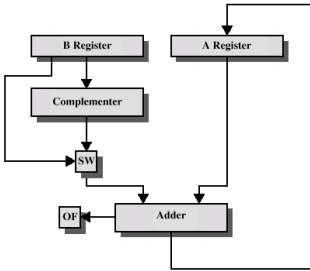 B Register
A Register
Complementer
SW
OF
Adder